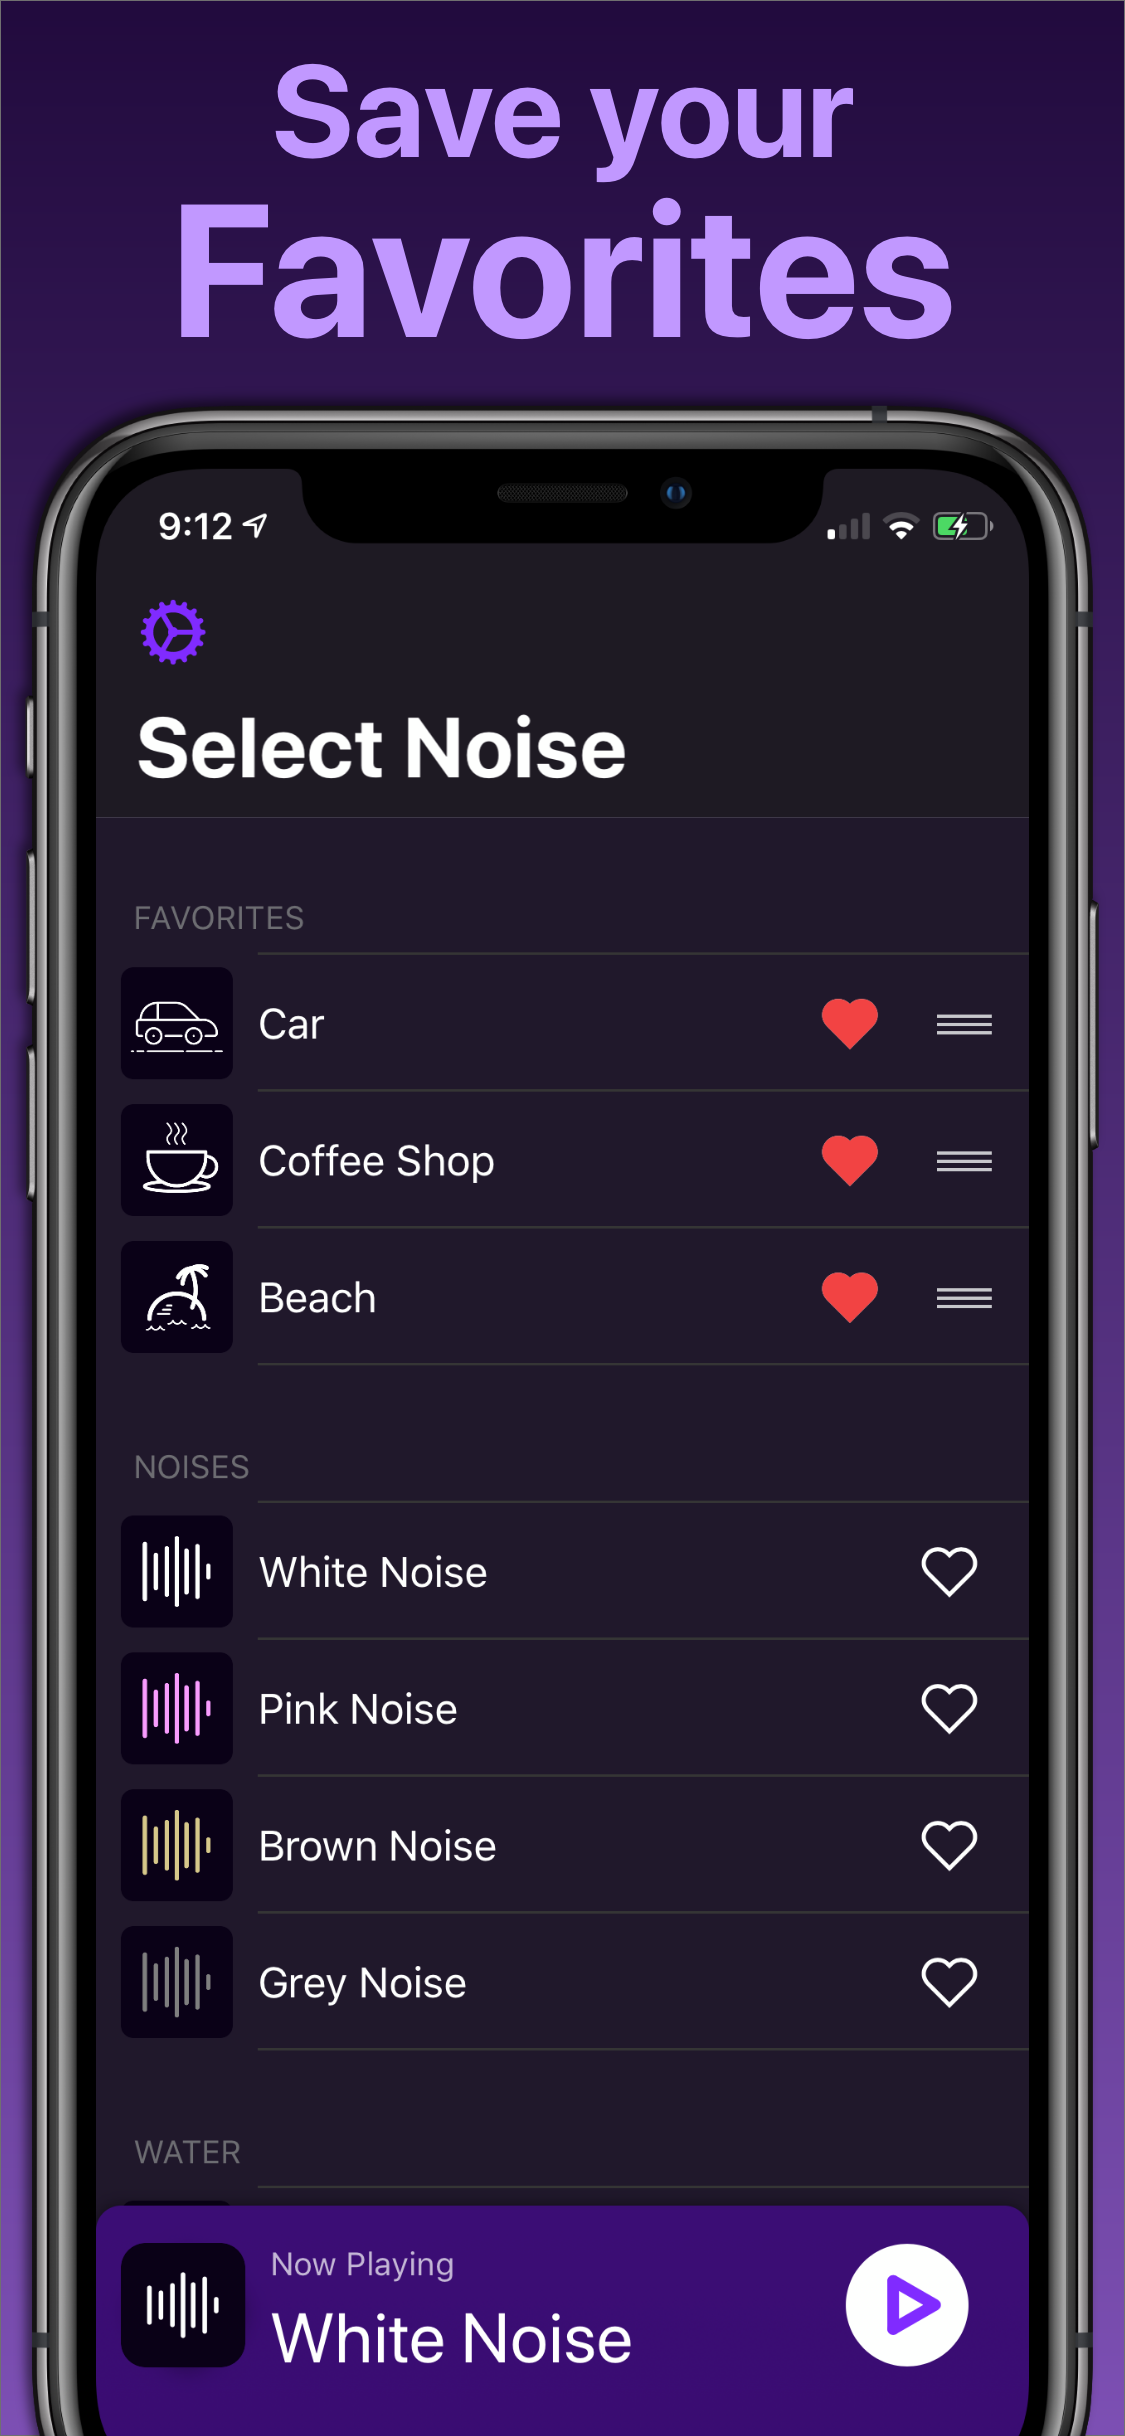 Save your
Favorites
9:12
Select Noise
FAVORITES
Car
Coffee Shop
Beach
NOISES
White Noise
Pink Noise
Brown Noise
Grey Noise
WATER
Now Playing
White Noise